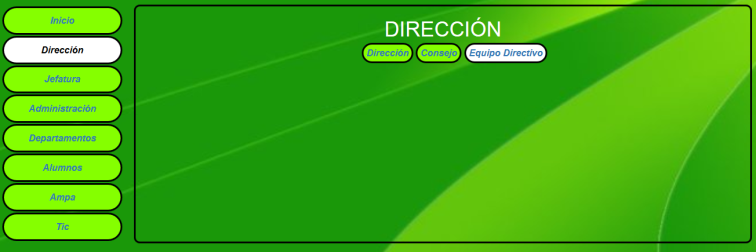 Inicio
Dirección
Jefatura
Administración
Departamentos
Alumnos
Ampa
Tic
DIRECCIÓN
Dirección Consejo Equipo Directivo